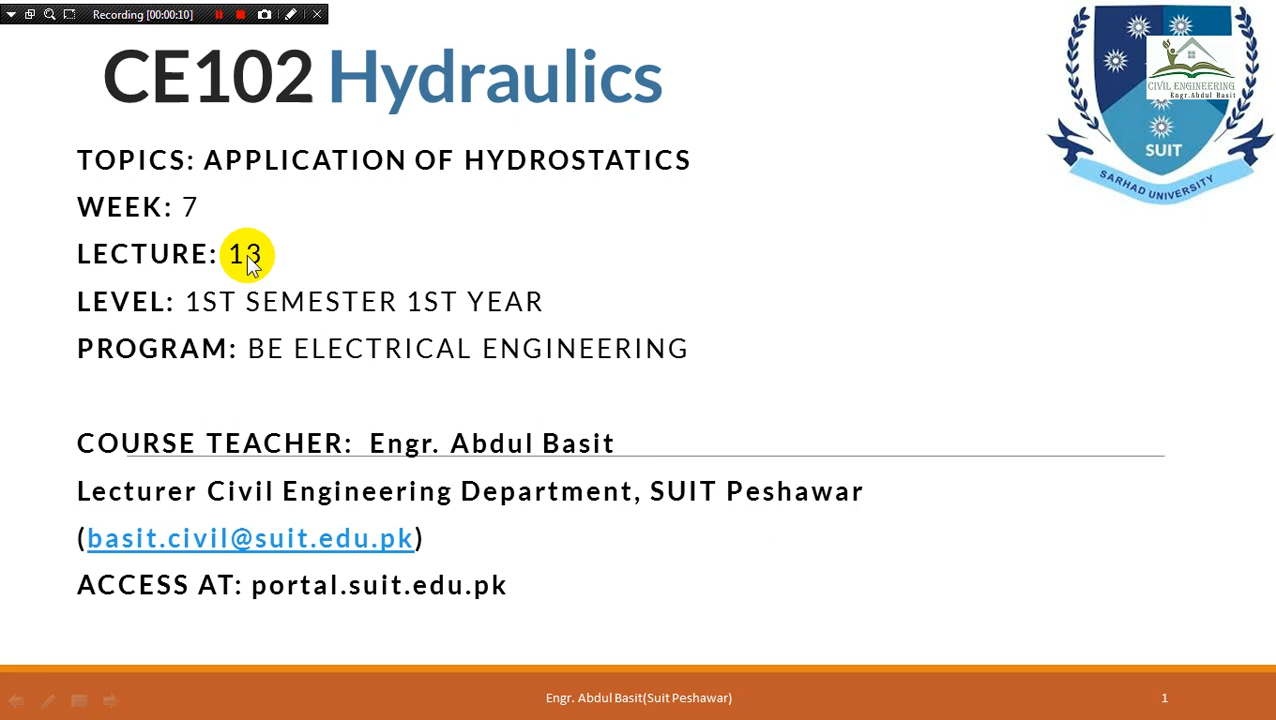 Recording [00:00:10]
CE102 Hydraulics
TOPICS: APPLICATION OF HYDROSTATICS
WEEK: 7
LECTURE: 13
LEVEL: 1ST SEMESTER 1ST YEAR
PROGRAM: BE ELECTRICAL ENGINEERING
COURSE TEACHER: Engr. Abdul Basit
Lecturer Civil Engineering Department, SUIT Peshawar
(basit.civil@suit.edu.pk)
ACCESS AT: portal.suit.edu.pk
CIVIL ENGINEERING
Engr.Abdul Basit
SUIT
SARHAD UNIVERSITY
Engr. Abdul Basit(Suit Peshawar)
1